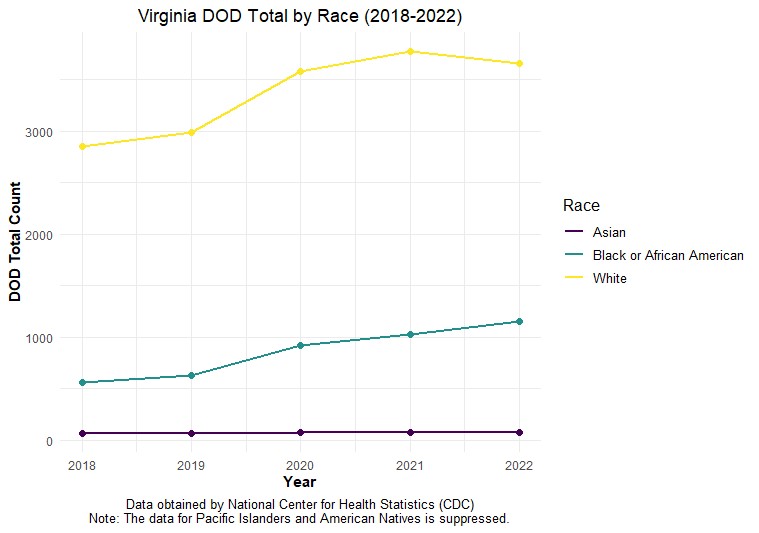 Virginia DOD Total by Race (2018-2022)
DOD Total Count
3000
2000
1000
0
2018 2019 2020 2021 2022
Year
Race
Asian
Black or African American
White
Data obtained by National Center for Health Statistics (CDC)
Note: The data for Pacific Islanders and American Natives is suppressed.